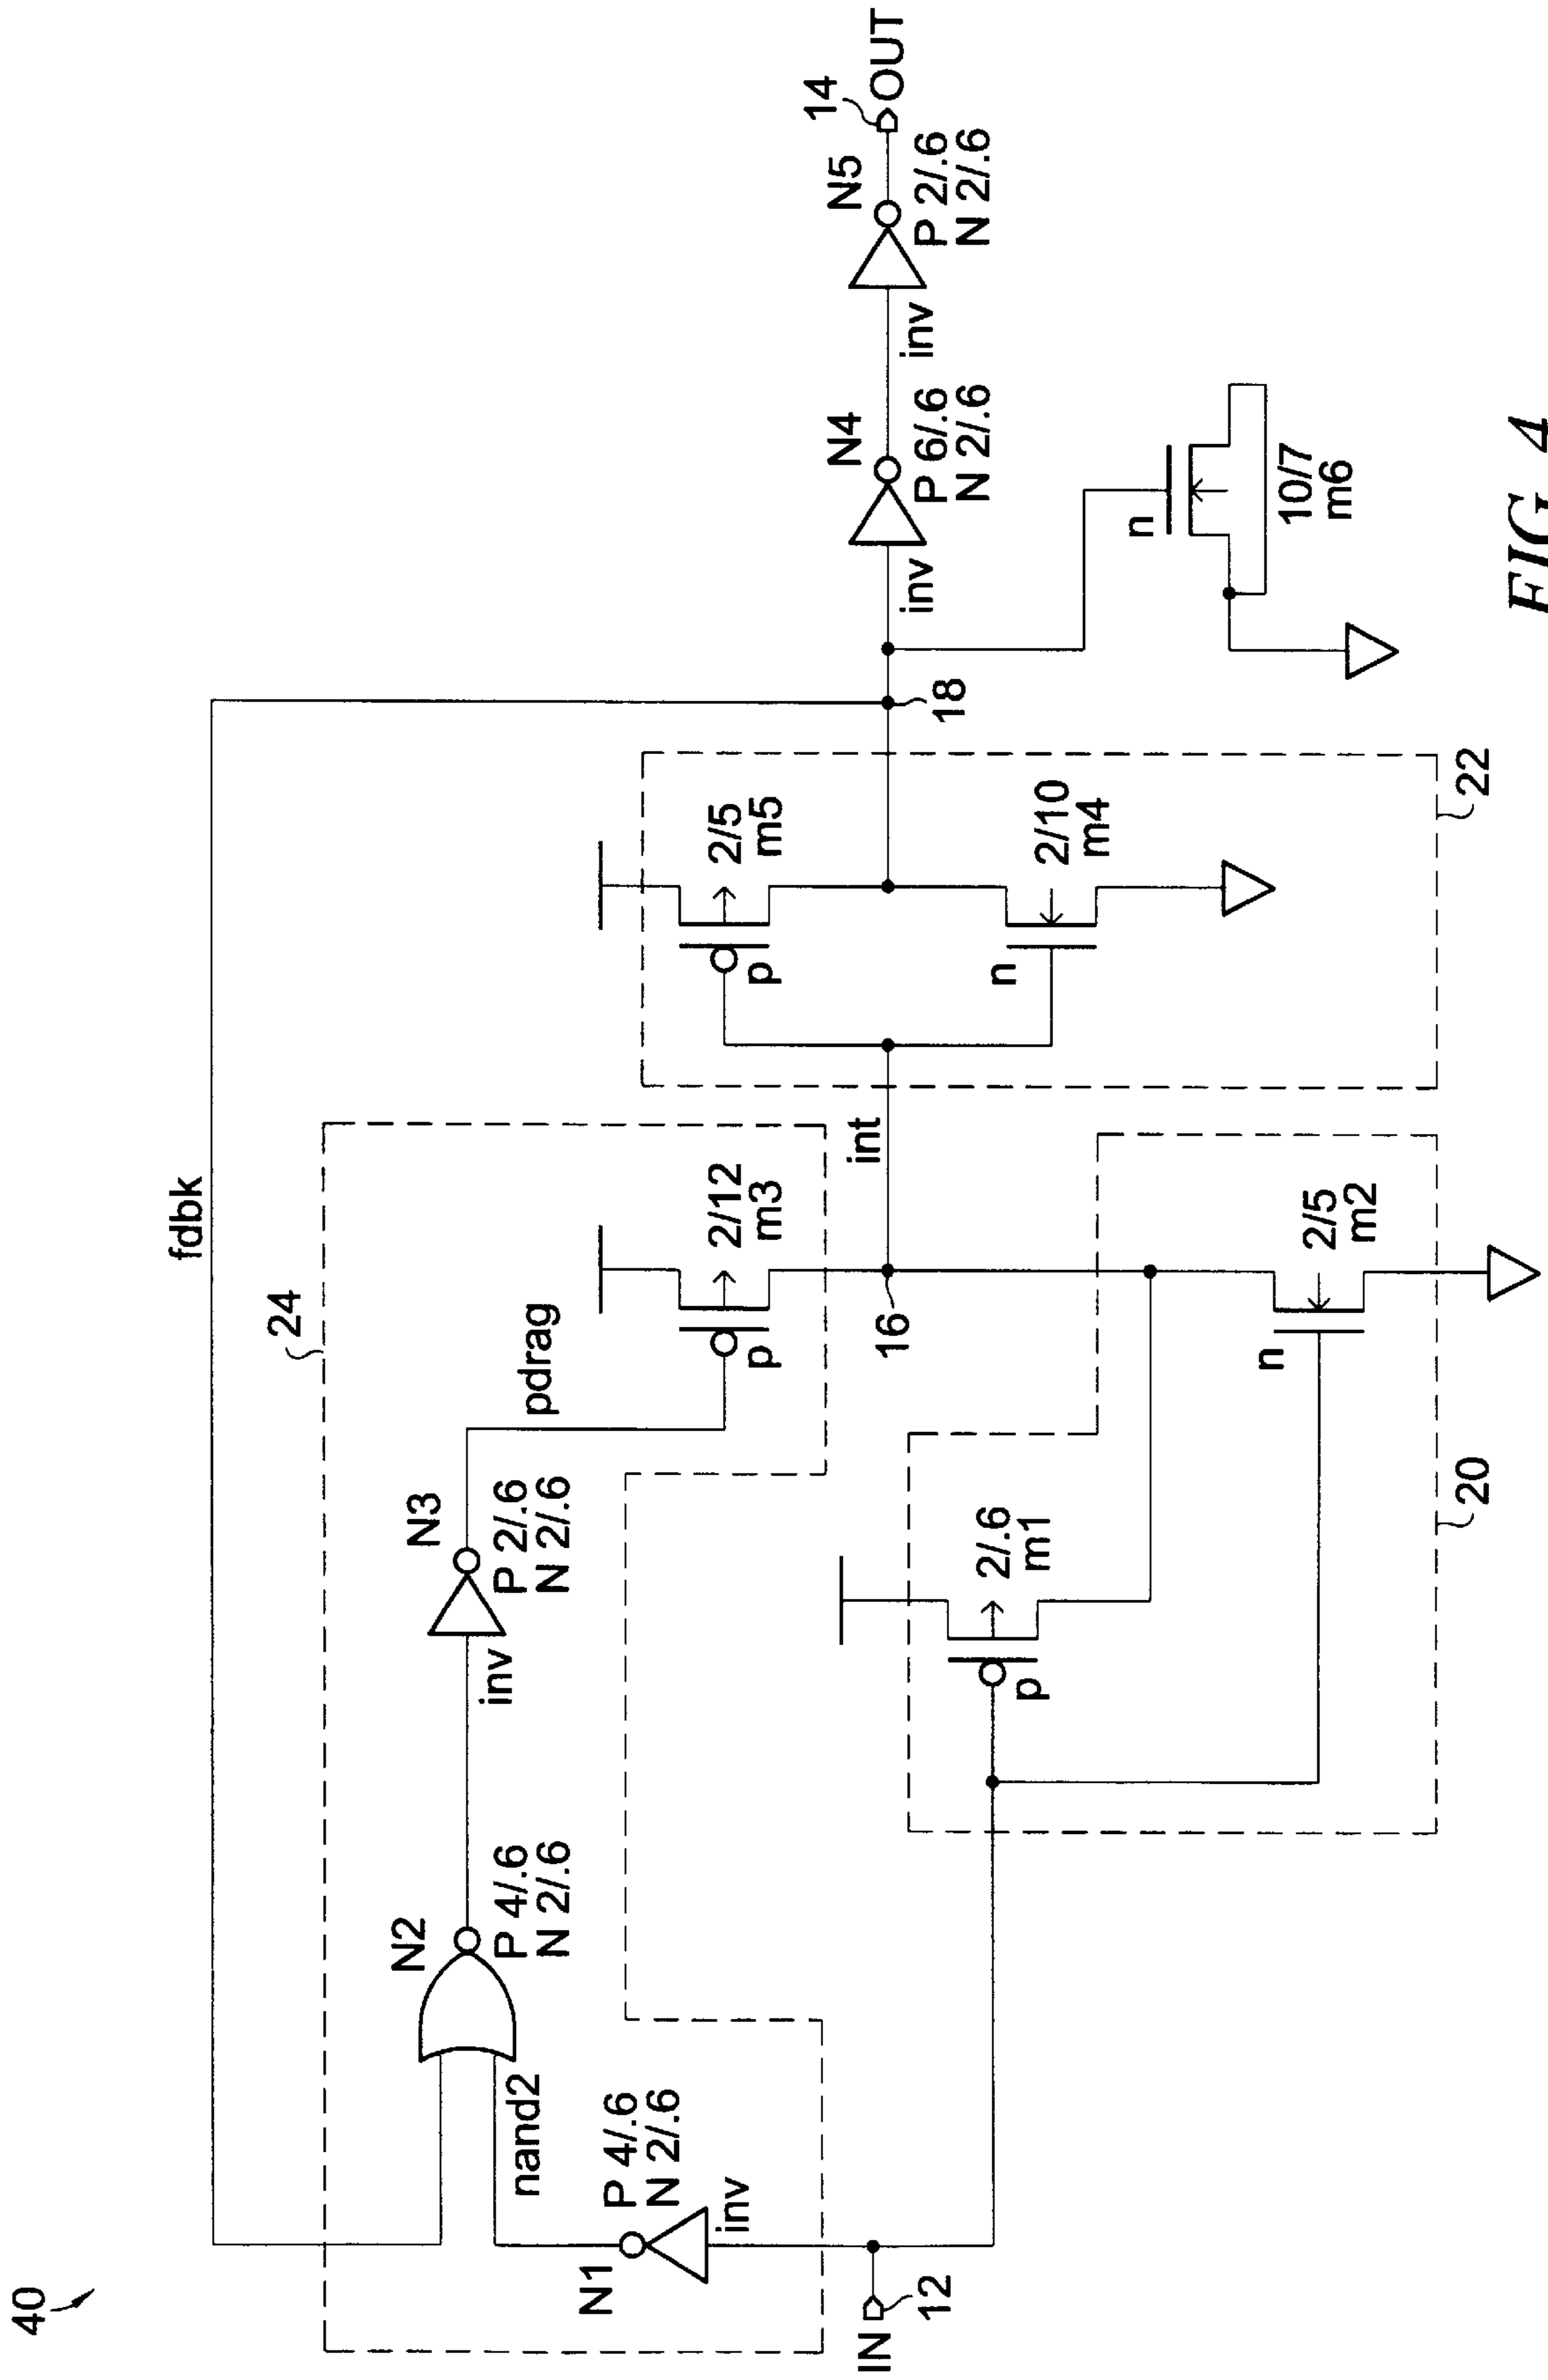 40
fdbk
24
N1
P 4/.6
N 2/.6
inv
nand2
N2
P 4/.6
N 2/.6
inv
N3
P 2/.6
N 2/.6
pdrag
p
2/12
m3
IN
12
p
2/.6
m1
n
2/5
m2
20
16
int
p
2/5
m5
n
2/10
m4
22
18
inv
N4
P 6/.6
N 2/.6
inv
N5
P 2/.6
N 2/.6
14
OUT
n
10/7
m6
FIG. 4